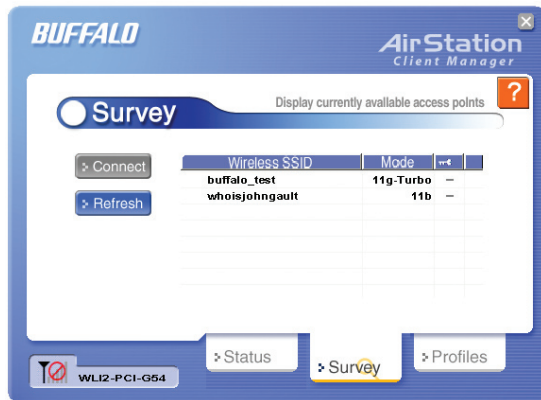 BUFFALO
AirStation
Client Manager
Survey
Display currently available access points
?
Connect
Refresh
Wireless SSID Mode
buffalo_test 11g-Turbo –
whoisjohngault 11b –
Status
Survey
Profiles
WLI2-PCI-G54